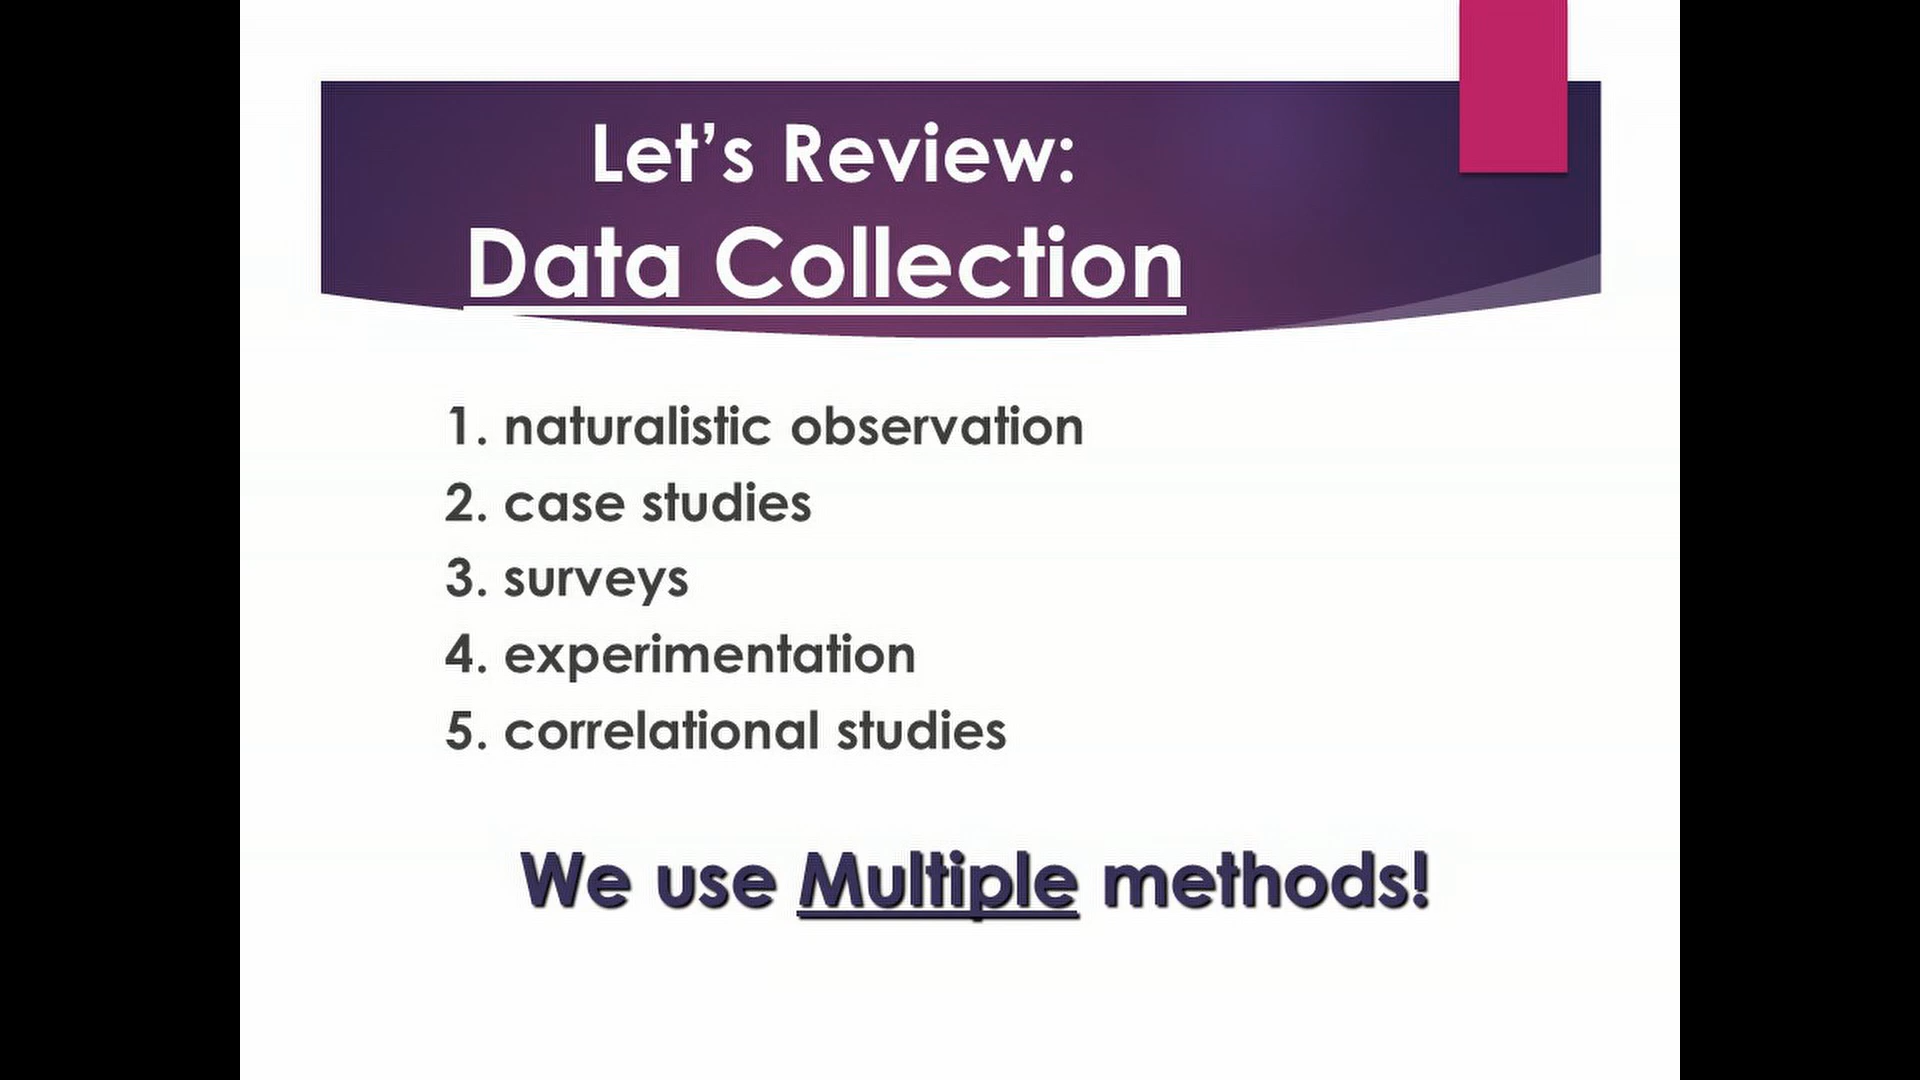 Let’s Review:
Data Collection
1. naturalistic observation
2. case studies
3. surveys
4. experimentation
5. correlational studies
We use Multiple methods!